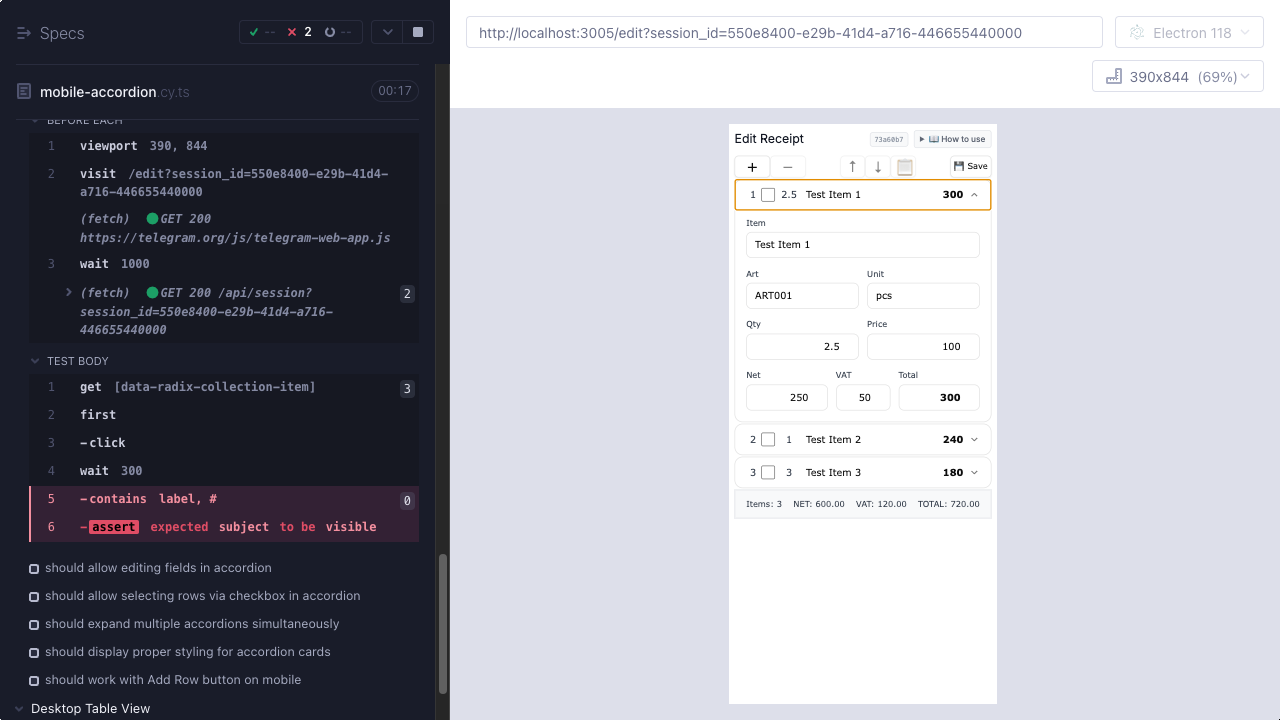 Specs
-- 2 --
mobile-accordion.cy.ts 00:17
BEFORE EACH
1 viewport 390, 844
2 visit /edit?session_id=550e8400-e29b-41d4-
a716-446655440000
(fetch) GET 200
https://telegram.org/js/telegram-web-app.js
3 wait 1000
(fetch) GET 200 /api/session? 2
session_id=550e8400-e29b-41d4-a716-
446655440000
TEST BODY
1 get [data-radix-collection-item] 3
2 first
3 -click
4 wait 300
5 -contains label, # 0
6 -assert expected subject to be visible
should allow editing fields in accordion
should allow selecting rows via checkbox in accordion
should expand multiple accordions simultaneously
should display proper styling for accordion cards
should work with Add Row button on mobile
Desktop Table View
http://localhost:3005/edit?session_id=550e8400-e29b-41d4-a716-446655440000
Electron 118
390x844 (69%)
Edit Receipt 73a60b7 ▶ 📖 How to use
+ − ↑ ↓ 📋 💾 Save
1 2.5 Test Item 1 300
Item
Test Item 1
Art Unit
ART001 pcs
Qty Price
2.5 100
Net VAT Total
250 50 300
2 1 Test Item 2 240
3 3 Test Item 3 180
Items: 3 NET: 600.00 VAT: 120.00 TOTAL: 720.00